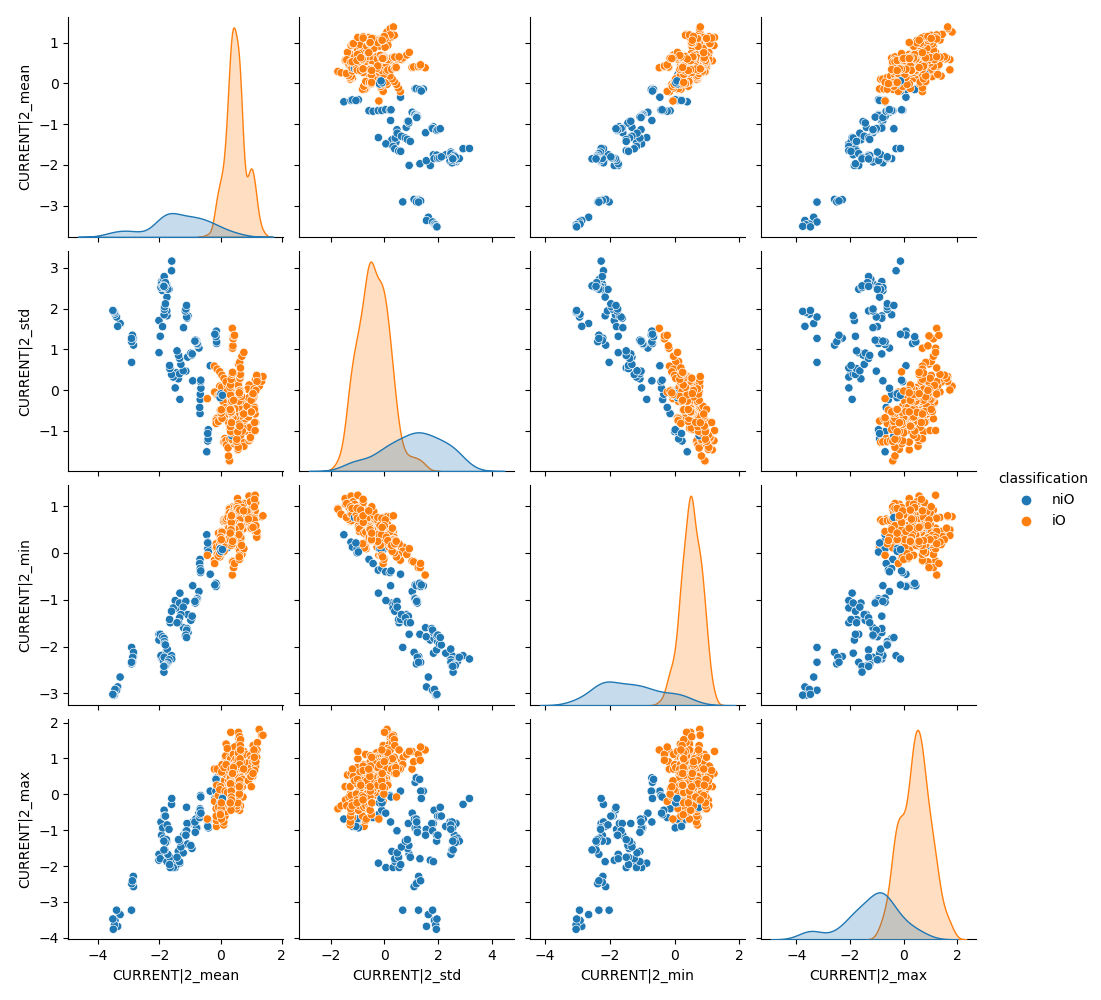 CURRENT|2_mean
1
0
−1
−2
−3
CURRENT|2_std
3
2
1
0
−1
classification
niO
iO
CURRENT|2_min
1
0
−1
−2
−3
CURRENT|2_max
2
1
0
−1
−2
−3
−4
−4 −2 0 2
−2 0 2 4
−4 −2 0 2
−4 −2 0 2
CURRENT|2_mean CURRENT|2_std CURRENT|2_min CURRENT|2_max